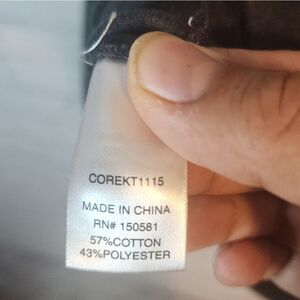 COREKT1115
MADE IN CHINA
RN# 150581
57%COTTON
43%POLYESTER